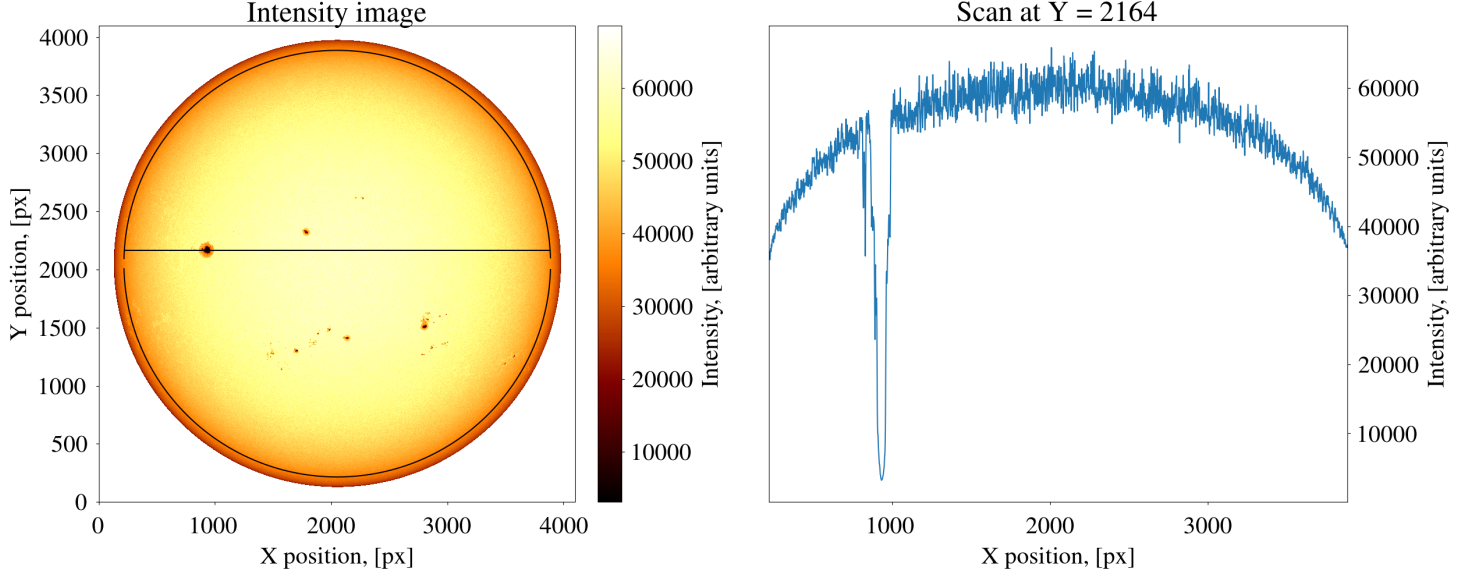 Intensity image
4000
3500
3000
2500
2000
1500
1000
500
0
0 1000 2000 3000 4000
X position, [px]
Y position, [px]
60000
50000
40000
30000
20000
10000
Intensity, [arbitrary units]
Scan at Y = 2164
60000
50000
40000
30000
20000
10000
Intensity, [arbitrary units]
1000 2000 3000
X position, [px]